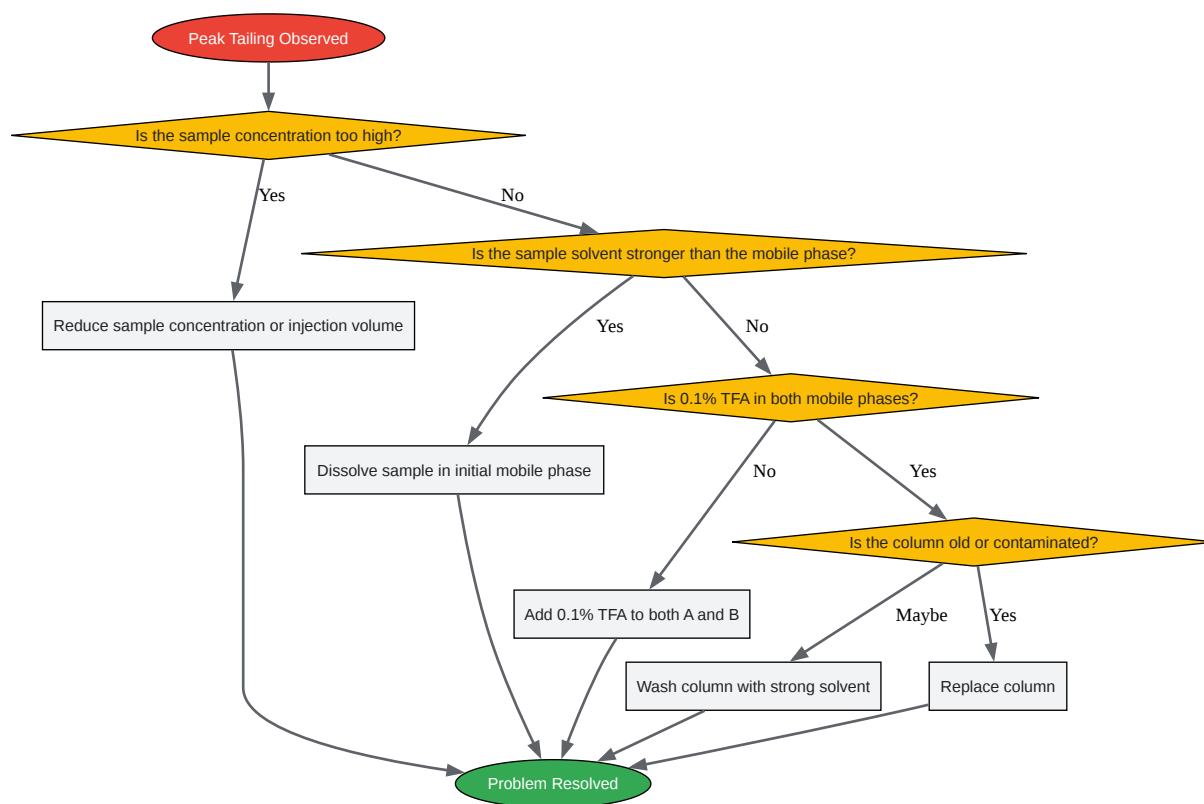 Peak Tailing Observed
Is the sample concentration too high?
Yes
No
Is the sample solvent stronger than the mobile phase?
Reduce sample concentration or injection volume
Yes
No
Is 0.1% TFA in both mobile phases?
Dissolve sample in initial mobile phase
No
Yes
Is the column old or contaminated?
Add 0.1% TFA to both A and B
Maybe
Yes
Wash column with strong solvent
Replace column
Problem Resolved